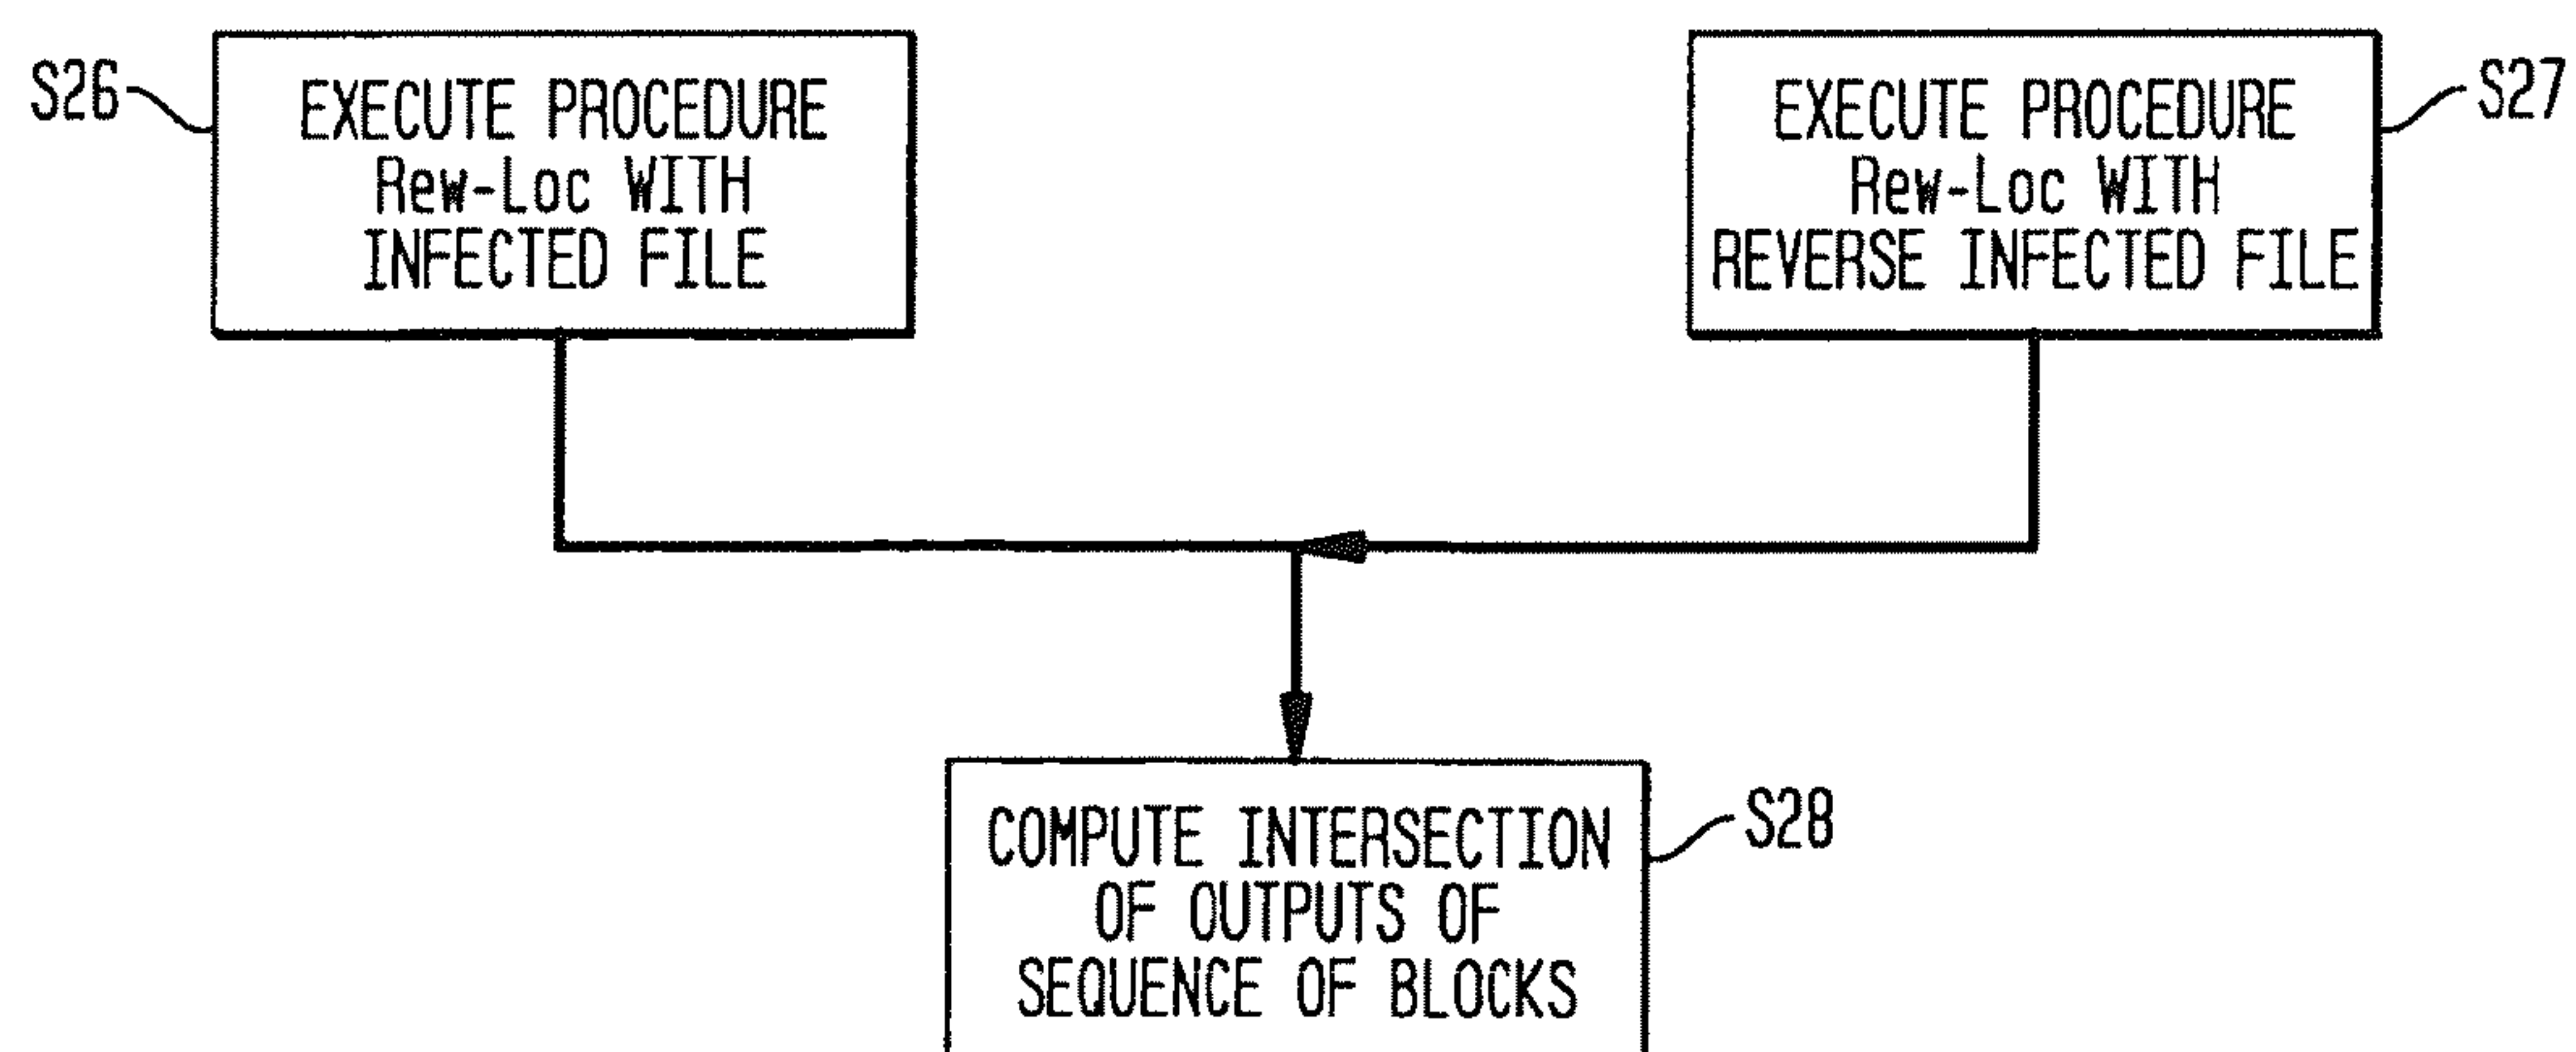 S26
EXECUTE PROCEDURE
Rew-Loc WITH
INFECTED FILE
EXECUTE PROCEDURE
Rew-Loc WITH
REVERSE INFECTED FILE
S27
COMPUTE INTERSECTION
OF OUTPUTS OF
SEQUENCE OF BLOCKS
S28